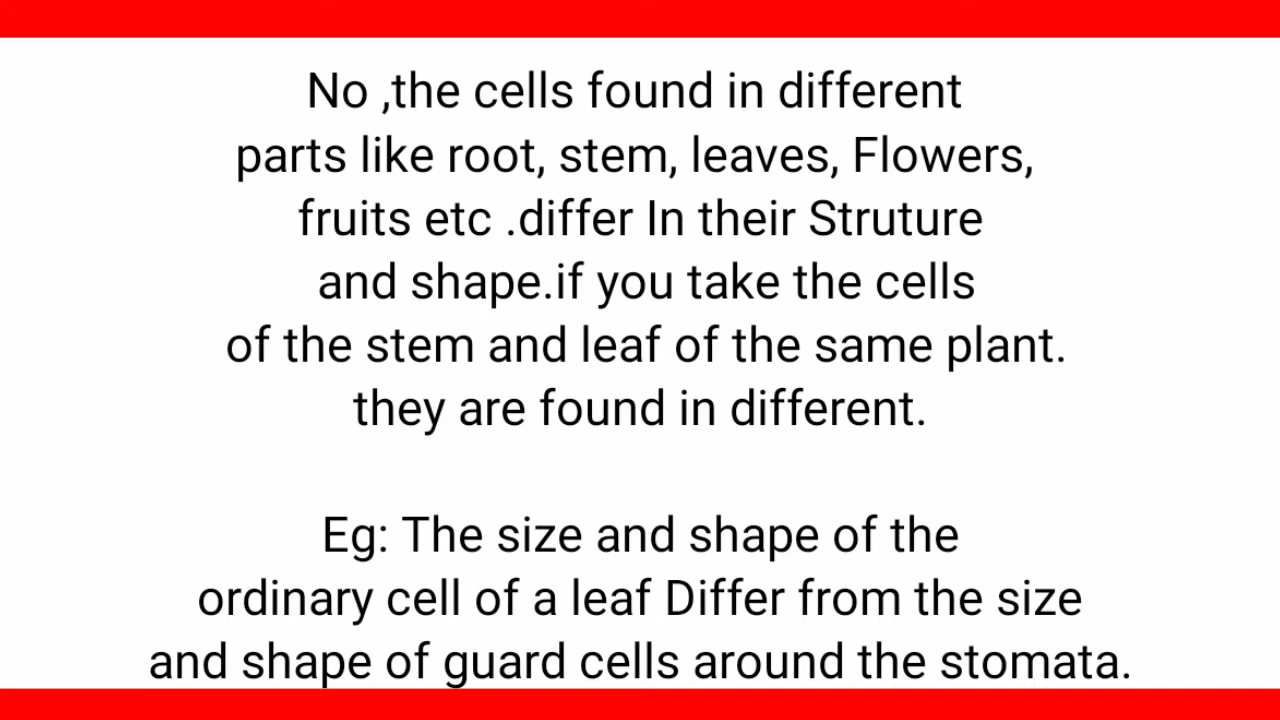 No ,the cells found in different
parts like root, stem, leaves, Flowers,
fruits etc .differ In their Struture
and shape.if you take the cells
of the stem and leaf of the same plant.
they are found in different.
Eg: The size and shape of the
ordinary cell of a leaf Differ from the size
and shape of guard cells around the stomata.